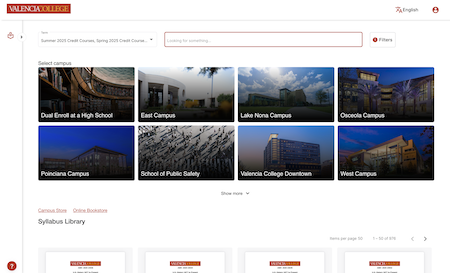 VALENCIACOLLEGE
English
Summer 2023 Credit Courses, Spring 2023 Credit Course...
Looking for something...
Filters
Select campus
Dual Enroll at a High School
East Campus
Lake Nona Campus
Osceola Campus
Poinciana Campus
School of Public Safety
Valencia College Downtown
West Campus
Show more
Campus Store
Online Bookstore
Syllabus Library
Items per page 50
1 - 50 of 876
VALENCIACOLLEGE
VALENCIACOLLEGE
VALENCIACOLLEGE
VALENCIACOLLEGE
?